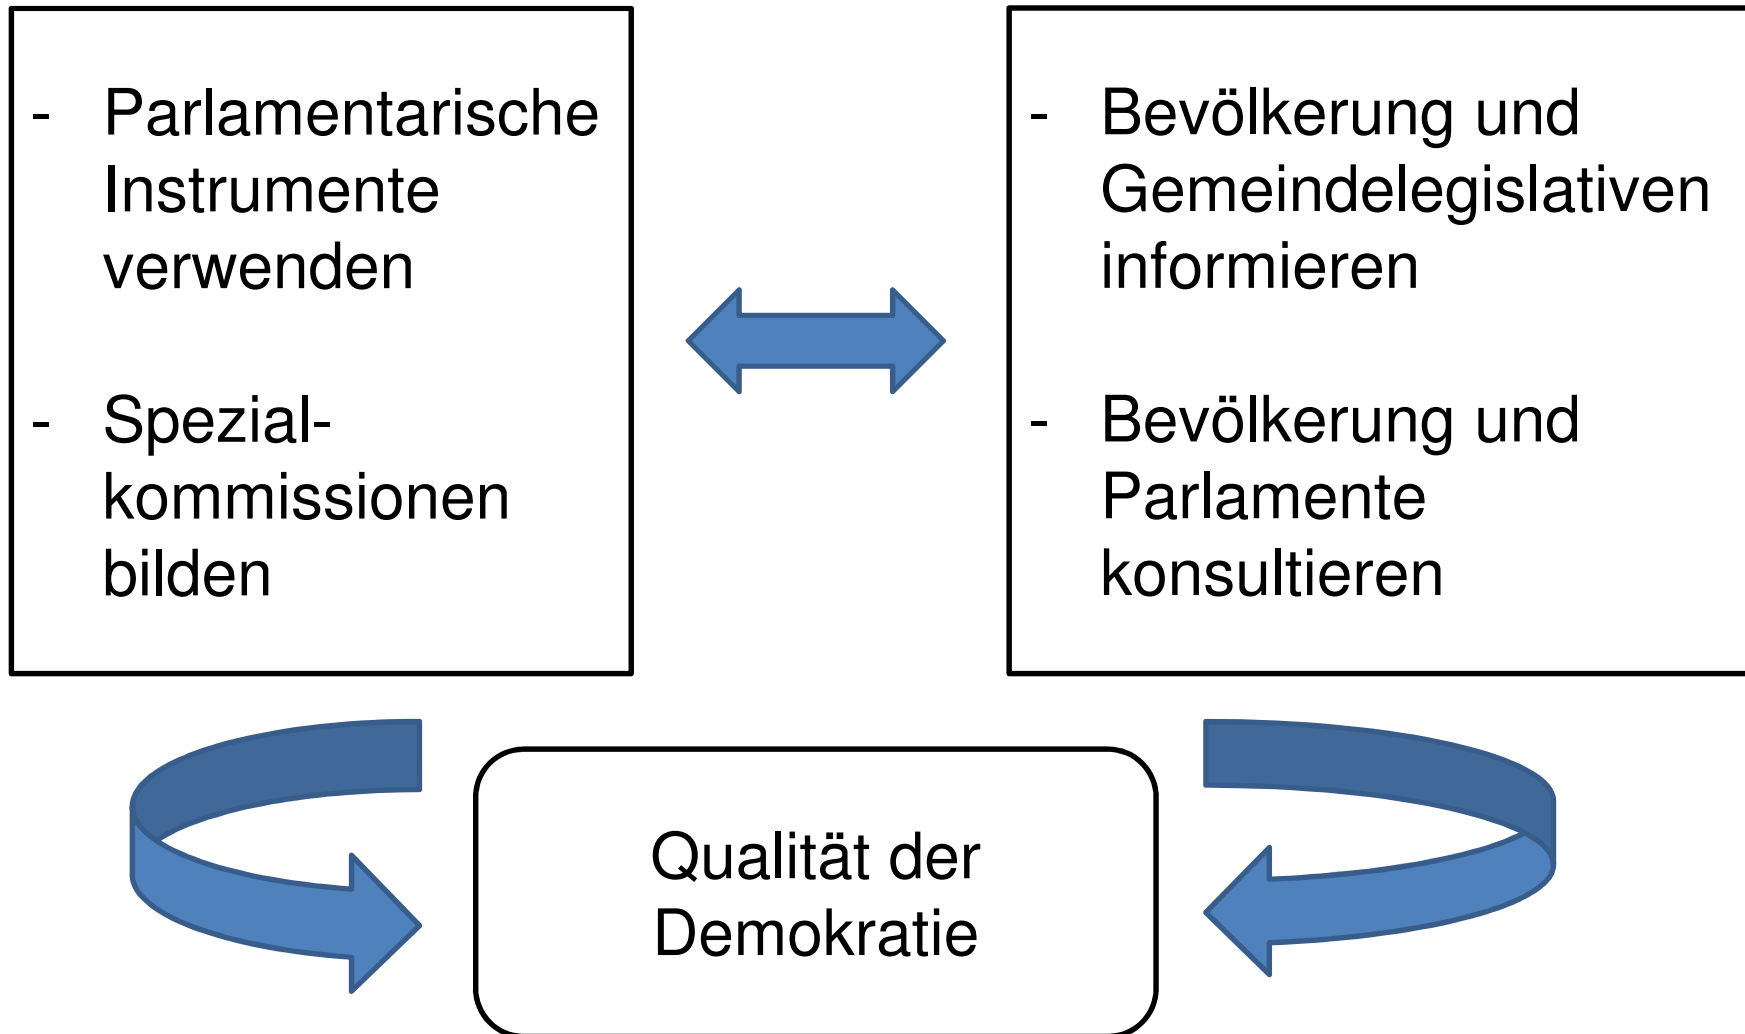 - Parlamentarische
Instrumente
verwenden
- Spezial-
kommissionen
bilden
- Bevölkerung und
Gemeindelegislativen
informieren
- Bevölkerung und
Parlamente
konsultieren
Qualität der
Demokratie